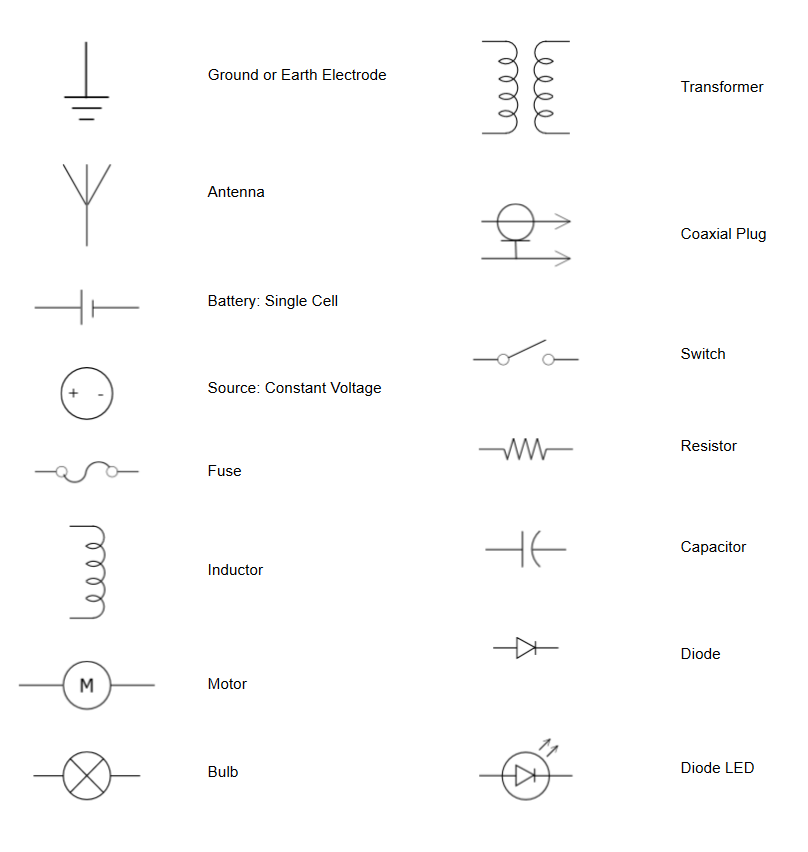 Ground or Earth Electrode
Antenna
Battery: Single Cell
+ -
Source: Constant Voltage
Fuse
Inductor
M
Motor
Bulb
Transformer
Coaxial Plug
Switch
Resistor
Capacitor
Diode
Diode LED